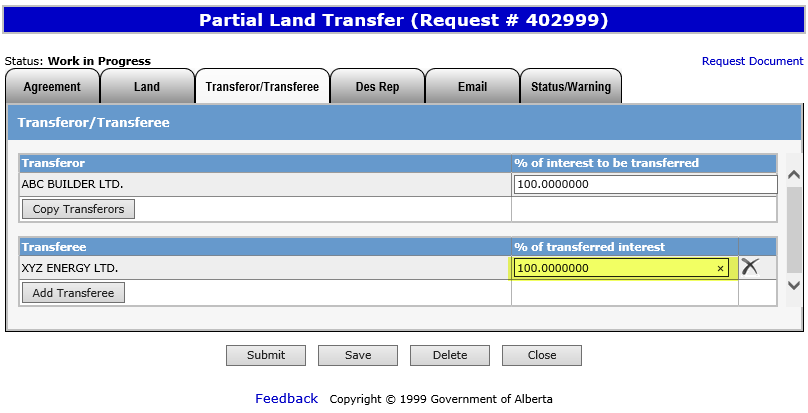 Partial Land Transfer (Request # 402999)
Status: Work in Progress Request Document
Agreement Land Transferor/Transferee Des Rep Email Status/Warning
Transferor/Transferee
Transferor % of interest to be transferred
ABC BUILDER LTD. 100.0000000
Copy Transferors
Transferee % of transferred interest
XYZ ENERGY LTD. 100.0000000 ×
Add Transferee
Submit Save Delete Close
Feedback Copyright © 1999 Government of Alberta